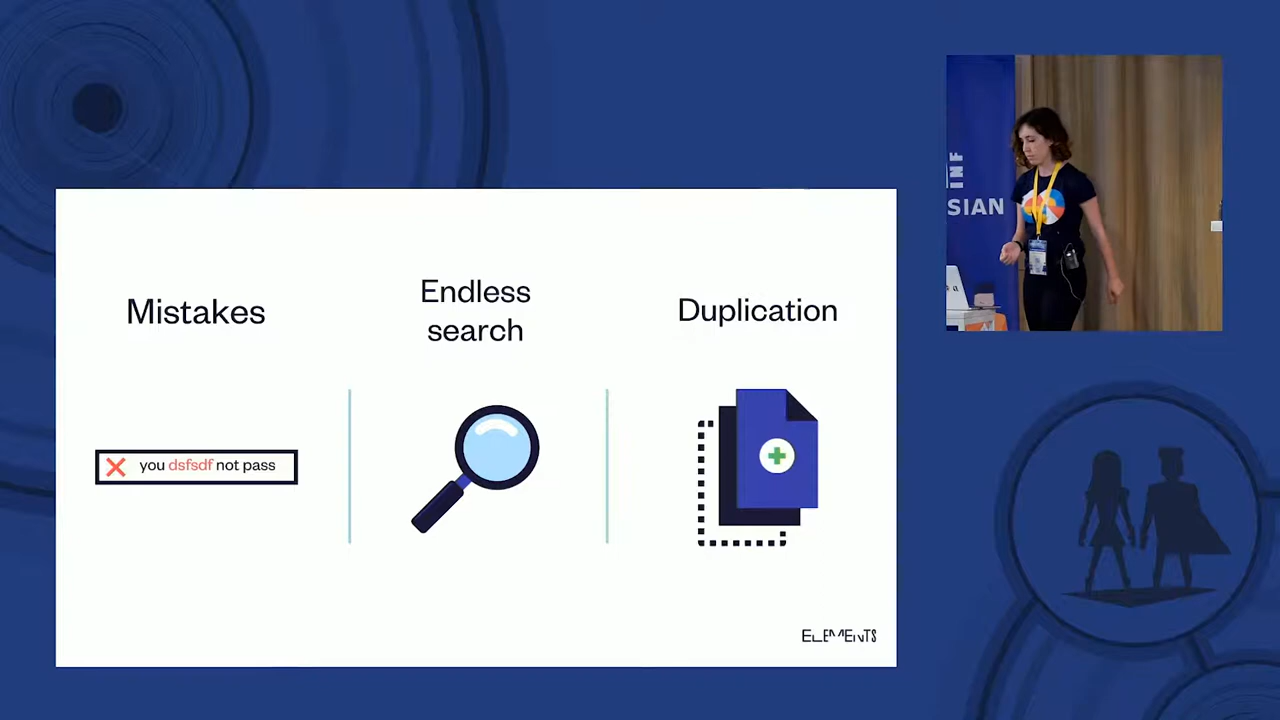 Mistakes
Endless
search
Duplication
you dsfsdf not pass
ELEMENTS
INF
SIAN